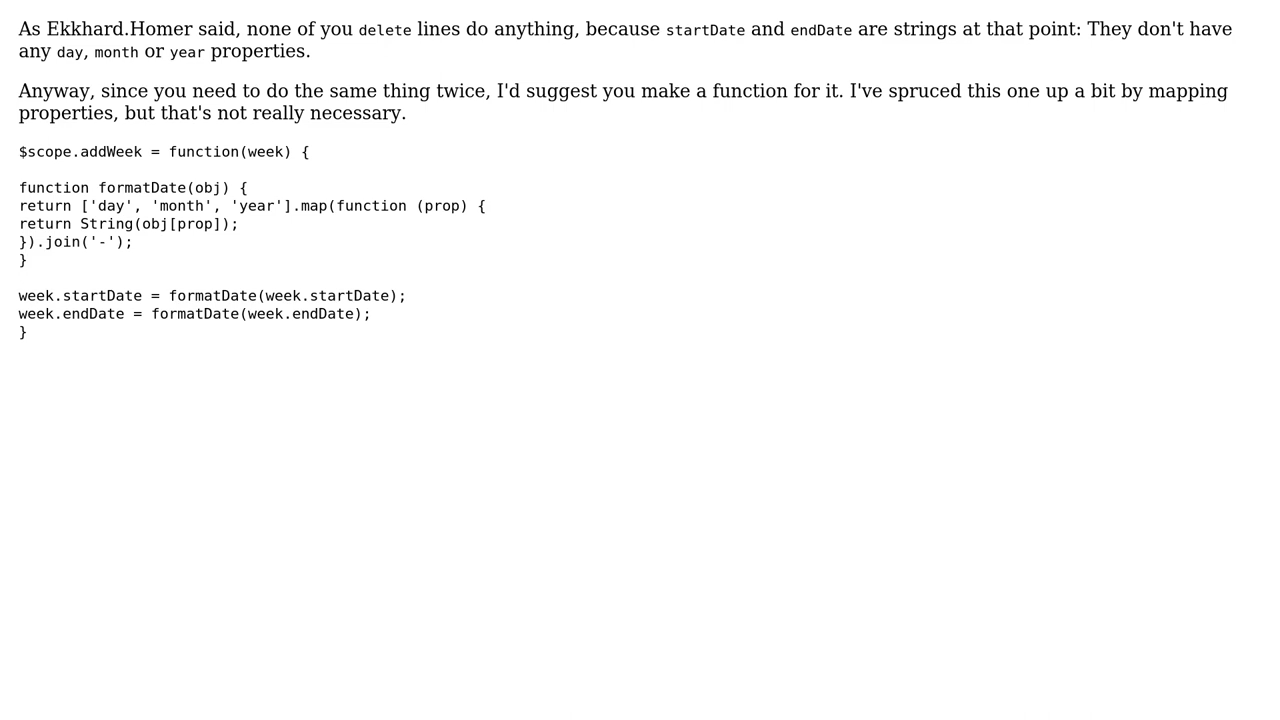 As Ekkhard.Homer said, none of you delete lines do anything, because startDate and endDate are strings at that point: They don't have
any day, month or year properties.
Anyway, since you need to do the same thing twice, I'd suggest you make a function for it. I've spruced this one up a bit by mapping
properties, but that's not really necessary.
$scope.addWeek = function(week) {
function formatDate(obj) {
return ['day', 'month', 'year'].map(function (prop) {
return String(obj[prop]);
}).join('-');
}
week.startDate = formatDate(week.startDate);
week.endDate = formatDate(week.endDate);
}